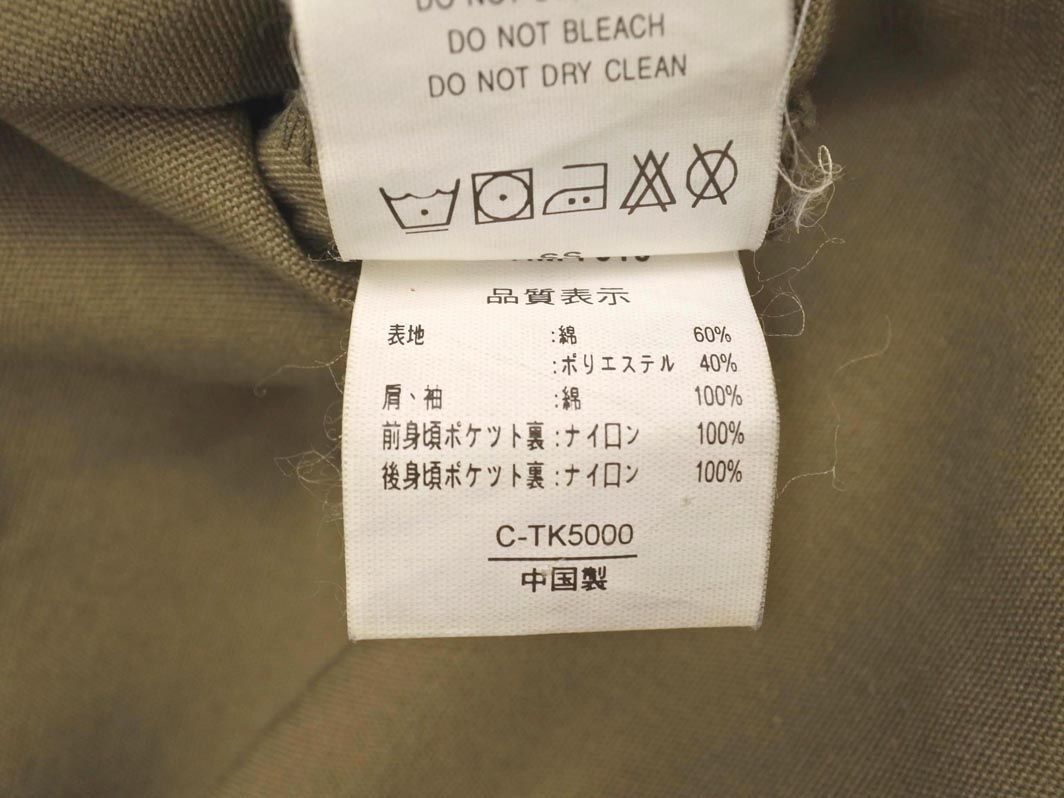 DO NOT
DO NOT BLEACH
DO NOT DRY CLEAN
品質表示
表地 :綿 60%
:ポリエステル 40%
肩、袖 :綿 100%
前身頃ポケット裏:ナイロン 100%
後身頃ポケット裏:ナイロン 100%
C-TK5000
中国製